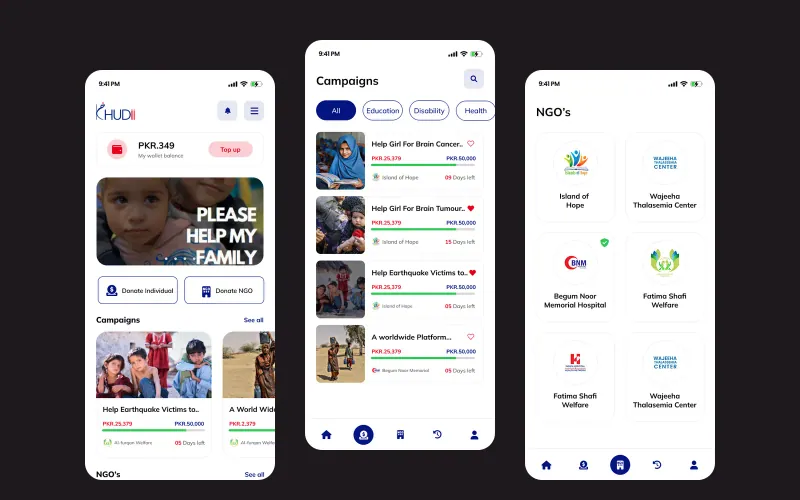 9:41 PM
KHUDII
PKR.349
My wallet balance
Top up
PLEASE
HELP MY
FAMILY
Donate Individual
Donate NGO
Campaigns
See all
Help Earthquake Victims to..
PKR.25,379
PKR.50,000
Al-furqan Welfare
05 Days left
A World Wid
PKR.2,379
NGO's
See all
9:41 PM
Campaigns
All
Education
Disability
Health
Help Girl For Brain Cancer..
PKR.25,379
PKR.50,000
Island of Hope
09 Days left
Help Girl For Brain Tumour..
PKR.25,379
PKR.50,000
Island of Hope
15 Days left
Help Earthquake Victims to..
PKR.25,379
PKR.50,000
Island of Hope
05 Days left
A worldwide Platform...
PKR.25,379
PKR.50,000
Begum Noor Memorial
05 Days left
9:41 PM
NGO's
Island of
Hope
WAJEEHA
THALASEMIA
CENTER
Wajeeha
Thalasemia Center
BNM
Begum Noor
Memorial Hospital
Fatima Shafi
Welfare
Fatima Shafi
Welfare
WAJEEHA
THALASEMIA
CENTER
Wajeeha
Thalasemia Center